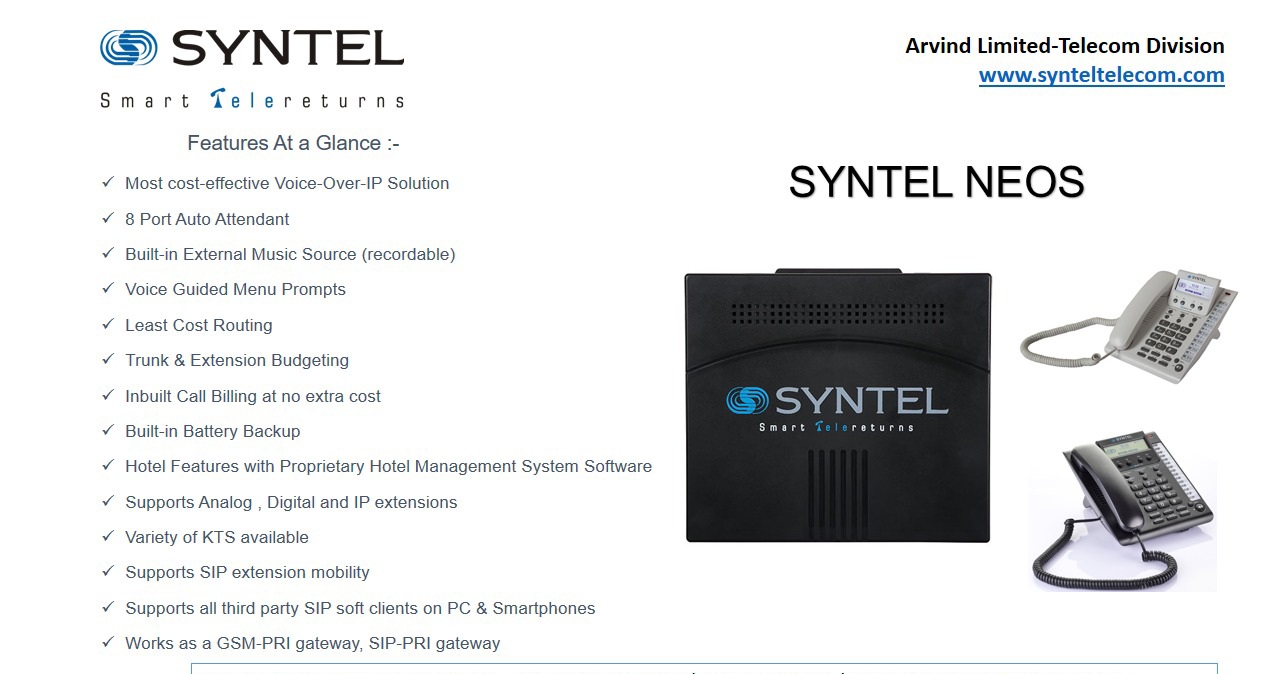 SYNTEL
Smart Telereturns
Arvind Limited-Telecom Division
www.synteltelecom.com
Features At a Glance :-
✓ Most cost-effective Voice-Over-IP Solution
✓ 8 Port Auto Attendant
✓ Built-in External Music Source (recordable)
✓ Voice Guided Menu Prompts
✓ Least Cost Routing
✓ Trunk & Extension Budgeting
✓ Inbuilt Call Billing at no extra cost
✓ Built-in Battery Backup
✓ Hotel Features with Proprietary Hotel Management System Software
✓ Supports Analog , Digital and IP extensions
✓ Variety of KTS available
✓ Supports SIP extension mobility
✓ Supports all third party SIP soft clients on PC & Smartphones
✓ Works as a GSM-PRI gateway, SIP-PRI gateway
SYNTEL NEOS
SYNTEL
Smart Telereturns
SYNTEL
SYNTEL